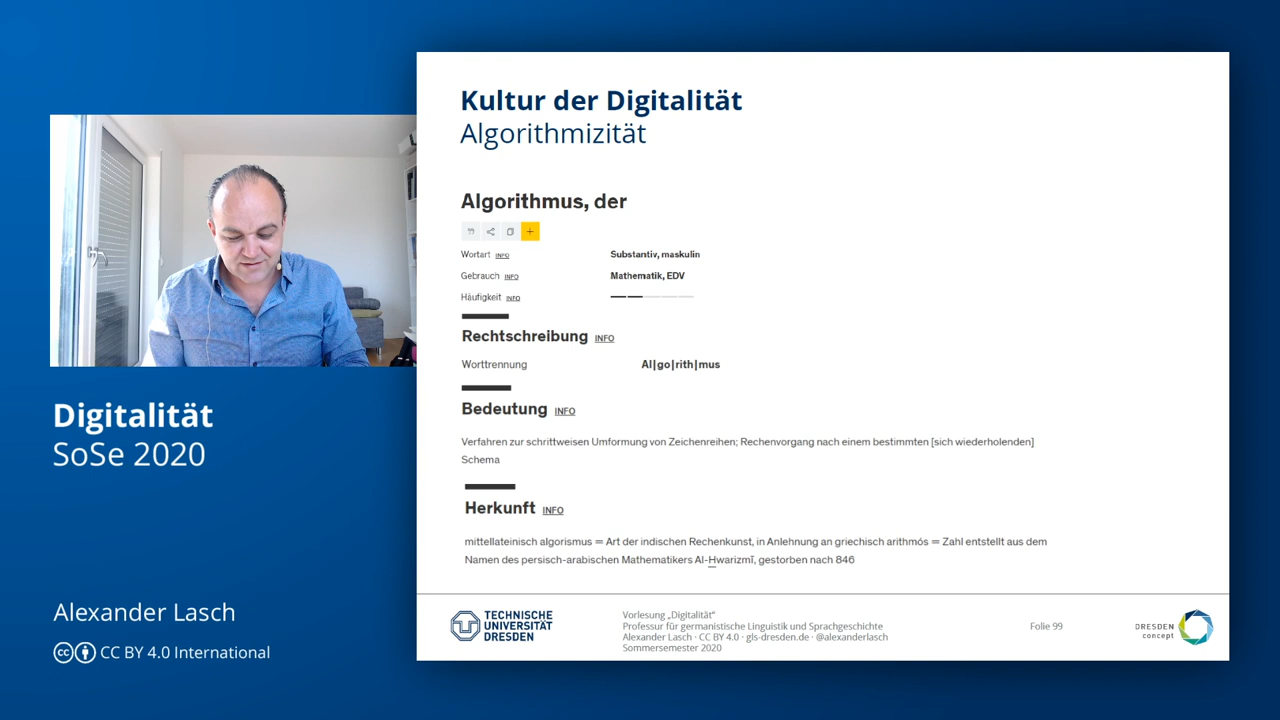 Kultur der Digitalität
Algorithmizität
Algorithmus, der
Wortart INFO Substantiv, maskulin
Gebrauch INFO Mathematik, EDV
Häufigkeit INFO
Rechtschreibung INFO
Worttrennung Al|go|rith|mus
Bedeutung INFO
Verfahren zur schrittweisen Umformung von Zeichenreihen; Rechenvorgang nach einem bestimmten [sich wiederholenden]
Schema
Herkunft INFO
mittellateinisch algorismus = Art der indischen Rechenkunst, in Anlehnung an griechisch arithmós = Zahl entstellt aus dem
Namen des persisch-arabischen Mathematikers Al-Hwarizmī, gestorben nach 846
Digitalität
SoSe 2020
Alexander Lasch
CC BY 4.0 International
TECHNISCHE
UNIVERSITÄT
DRESDEN
Vorlesung „Digitalität“
Professur für germanistische Linguistik und Sprachgeschichte
Alexander Lasch · CC BY 4.0 · gls-dresden.de · @alexanderlasch
Sommersemester 2020
Folie 99
DRESDEN
concept